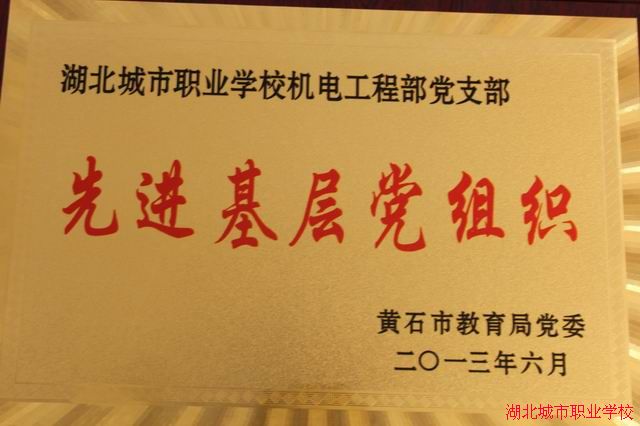 湖北城市职业学校机电工程部党支部
先进基层党组织
黄石市教育局党委
二〇一三年六月
湖北城市职业学校